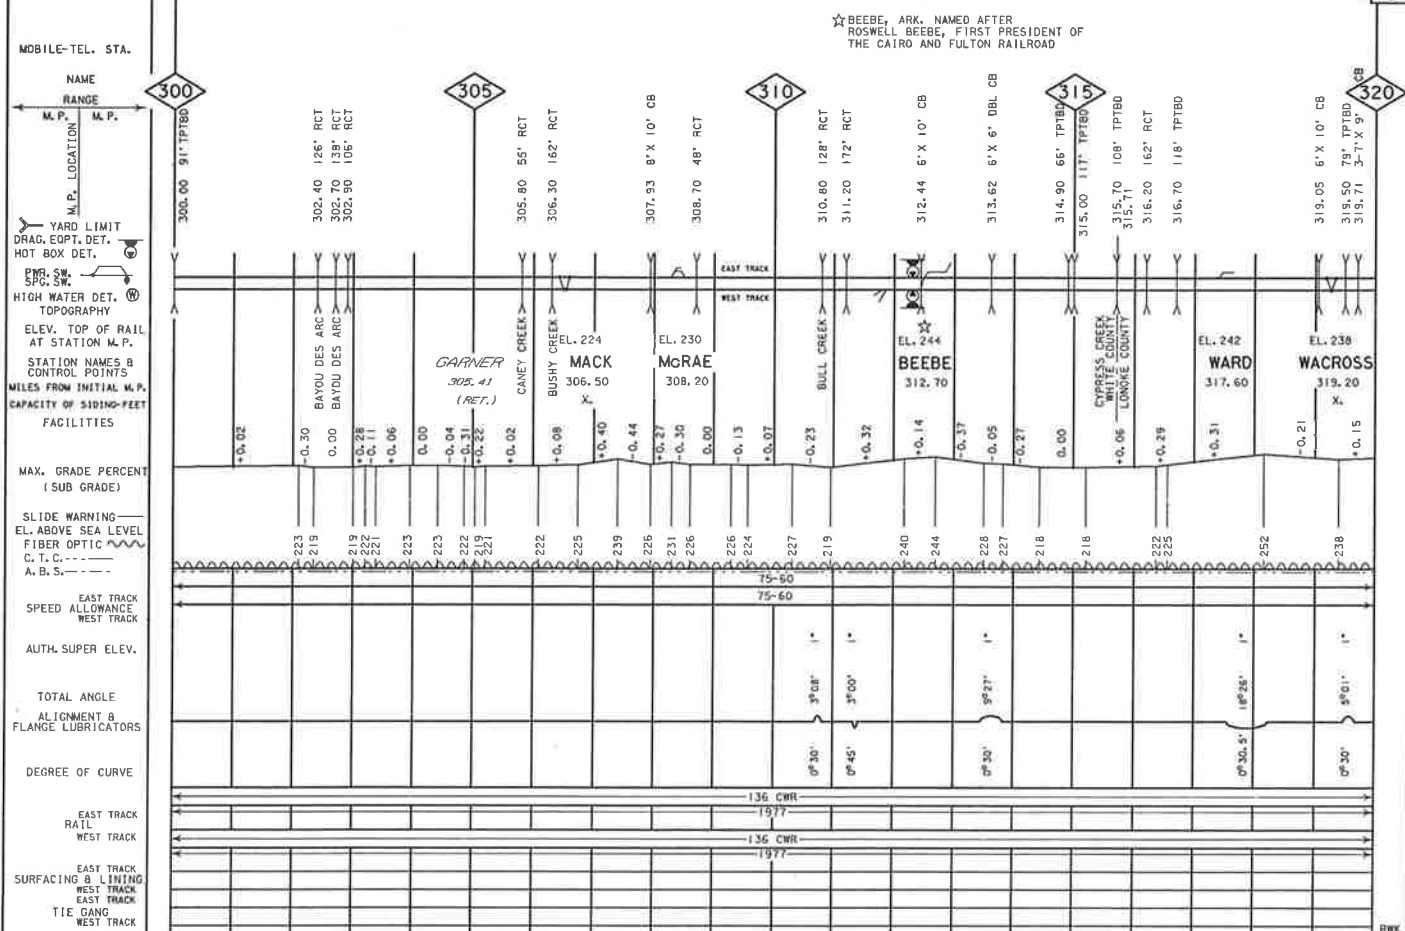 ☆ BEEBE, ARK. NAMED AFTER
ROSWELL BEEBE, FIRST PRESIDENT OF
THE CAIRO AND FULTON RAILROAD
MOBILE-TEL. STA.
NAME
RANGE
M.P. M.P.
M.P. LOCATION
300 305 310 315 320
300.00 91' TPTBD
302.40 126' RCT
302.70 138' RCT
302.90 106' RCT
305.80 55' RCT
306.30 162' RCT
307.93 8'X 10' CB
308.70 48' RCT
310.80 128' RCT
311.20 172' RCT
312.44 6'X 10' CB
313.62 6'X 6' DBL CB
314.90 66' TPTBD
315.00 117' TPTBD
315.70 108' TPTBD
315.71
316.20 162' RCT
316.70 118' TPTBD
319.05 6'X 10' CB
319.50 79' TPTBD
319.71 3-7'X 9' CB
YARD LIMIT
DRAG. EQPT. DET.
HOT BOX DET.
PWR. SW.
SPG. SW.
HIGH WATER DET. W
TOPOGRAPHY
EAST TRACK
WEST TRACK
BAYOU DES ARC
BAYOU DES ARC
CANEY CREEK
BUSHY CREEK
BULL CREEK
CYPRESS CREEK
WHITE COUNTY
LONOKE COUNTY
ELEV. TOP OF RAIL
AT STATION M.P.
EL. 224 EL. 230 EL. 244 EL. 242 EL. 238
STATION NAMES &
CONTROL POINTS
GARNER MACK McRAE BEEBE WARD WACROSS
MILES FROM INITIAL M.P.
305.41 306.50 308.20 312.70 317.60 319.20
CAPACITY OF SIDING-FEET
(RET.) X. X.
FACILITIES
MAX. GRADE PERCENT
(SUB GRADE)
+0.02 -0.30 0.00 +0.28 -0.11 +0.06 0.00 -0.04 -0.31 +0.22 +0.02 +0.08 +0.40 -0.44 +0.27 -0.30 0.00 -0.13 +0.07 -0.23 +0.32 +0.14 -0.37 -0.05 -0.27 0.00 +0.06 +0.29 +0.31 -0.21 +0.15
SLIDE WARNING
EL. ABOVE SEA LEVEL
223 219 219 222 221 223 223 222 219 221 222 225 239 226 231 226 226 224 227 219 240 244 228 227 218 218 222 225 252 238
FIBER OPTIC
C.T.C.
A.B.S.
EAST TRACK
SPEED ALLOWANCE
WEST TRACK
75-60
75-60
AUTH. SUPER ELEV.
1" 1" 1" 1" 1"
TOTAL ANGLE
3°08' 3°00' 9°27' 18°26' 5°01'
ALIGNMENT &
FLANGE LUBRICATORS
DEGREE OF CURVE
0°30' 0°45' 0°30' 0°30.5' 0°30'
EAST TRACK
RAIL
WEST TRACK
136 CWR
1977
136 CWR
1977
EAST TRACK
SURFACING & LINING
WEST TRACK
EAST TRACK
TIE GANG
WEST TRACK